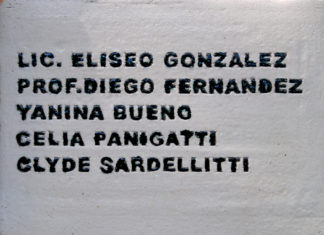 LIC. ELISEO GONZALEZ
PROF.DIEGO FERNANDEZ
YANINA BUENO
CELIA PANIGATTI
CLYDE SARDELLITTI